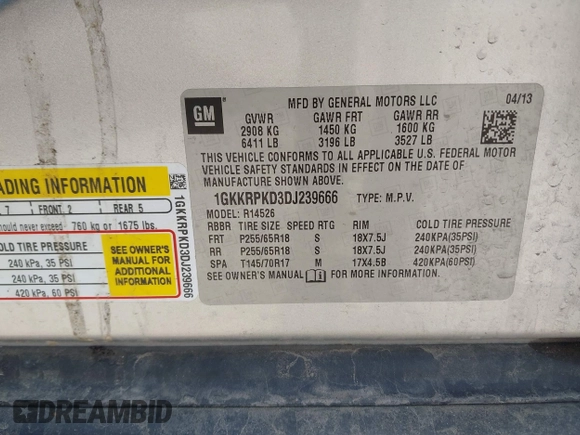 GM
MFD BY GENERAL MOTORS LLC 04/13
GVWR GAWR FRT GAWR RR
2908 KG 1450 KG 1600 KG
6411 LB 3196 LB 3527 LB
THIS VEHICLE CONFORMS TO ALL APPLICABLE U.S. FEDERAL MOTOR
VEHICLE SAFETY STANDARDS IN EFFECT ON THE DATE OF
MANUFACTURE SHOWN ABOVE.
1GKKRPKD3DJ239666 TYPE: M.P.V.
MODEL: R14526
RBBR TIRE SIZE SPEED RTG RIM COLD TIRE PRESSURE
FRT P255/65R18 S 18X7.5J 240KPA(35PSI)
RR P255/65R18 S 18X7.5J 240KPA(35PSI)
SPA T145/70R17 M 17X4.5B 420KPA(60PSI)
SEE OWNER'S MANUAL FOR MORE INFORMATION.
ADING INFORMATION
7 FRONT 2 REAR 5
hould never exceed 760 kg or 1675 lbs.
COLD TIRE PRESSURE
240 kPa, 35 PSI
240 kPa, 35 PSI
420 kPa, 60 PSI
SEE OWNER'S
MANUAL FOR
ADDITIONAL
INFORMATION
1GKKRPKD3DJ239666
DREAMBID